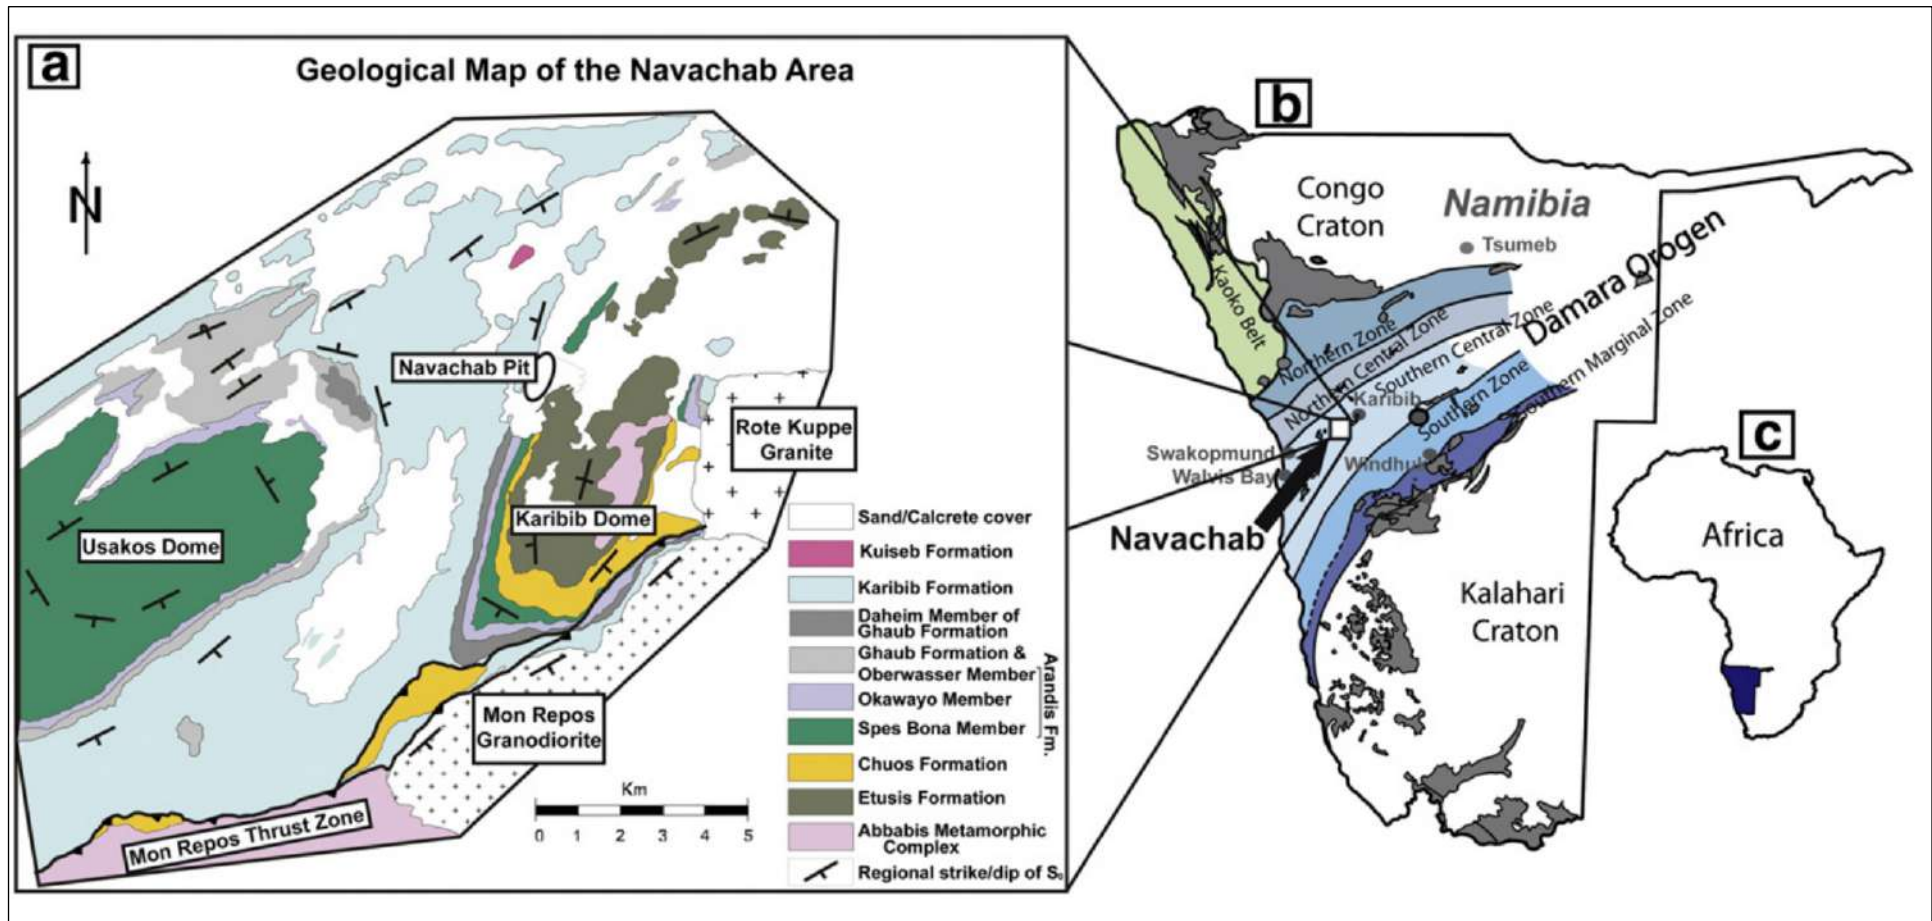 a
Geological Map of the Navachab Area
N
Navachab Pit
Rote Kuppe
Granite
Karibib Dome
Usakos Dome
Mon Repos
Granodiorite
Mon Repos Thrust Zone
Km
0 1 2 3 4 5
Sand/Calcrete cover
Kuiseb Formation
Karibib Formation
Daheim Member of
Ghaub Formation
Ghaub Formation &
Oberwasser Member
Okawayo Member
Spes Bona Member
Arandis Fm.
Chuos Formation
Etusis Formation
Abbabis Metamorphic
Complex
Regional strike/dip of S₀
b
Congo
Craton
Namibia
Tsumeb
Damara Orogen
Kaoko Belt
Northern Zone
Northern Central Zone
Southern Central Zone
Southern Zone
Southern Marginal Zone
Karibib
Swakopmund
Walvis Bay
Windhuk
Navachab
Kalahari
Craton
c
Africa